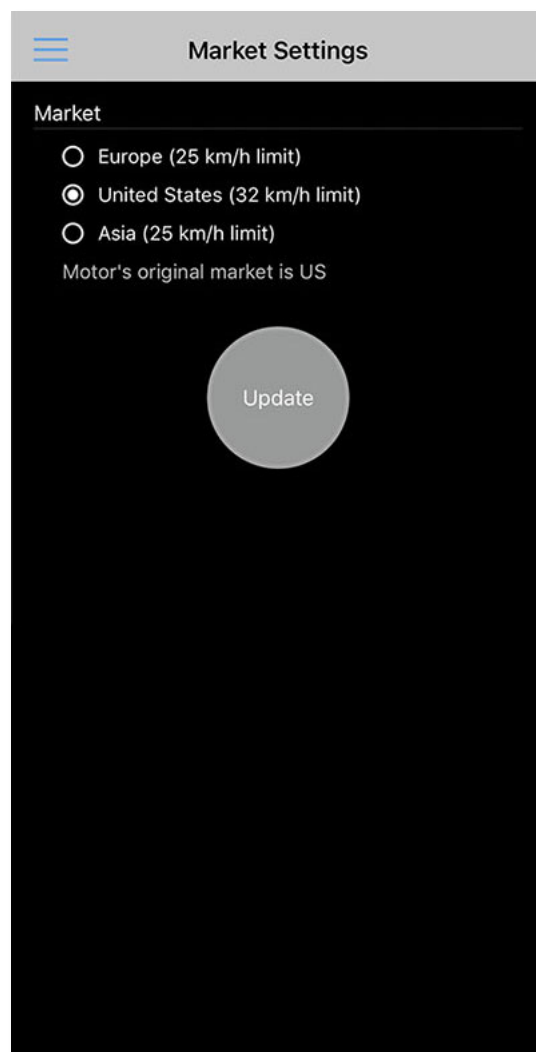 Market Settings
Market
Europe (25 km/h limit)
United States (32 km/h limit)
Asia (25 km/h limit)
Motor's original market is US
Update